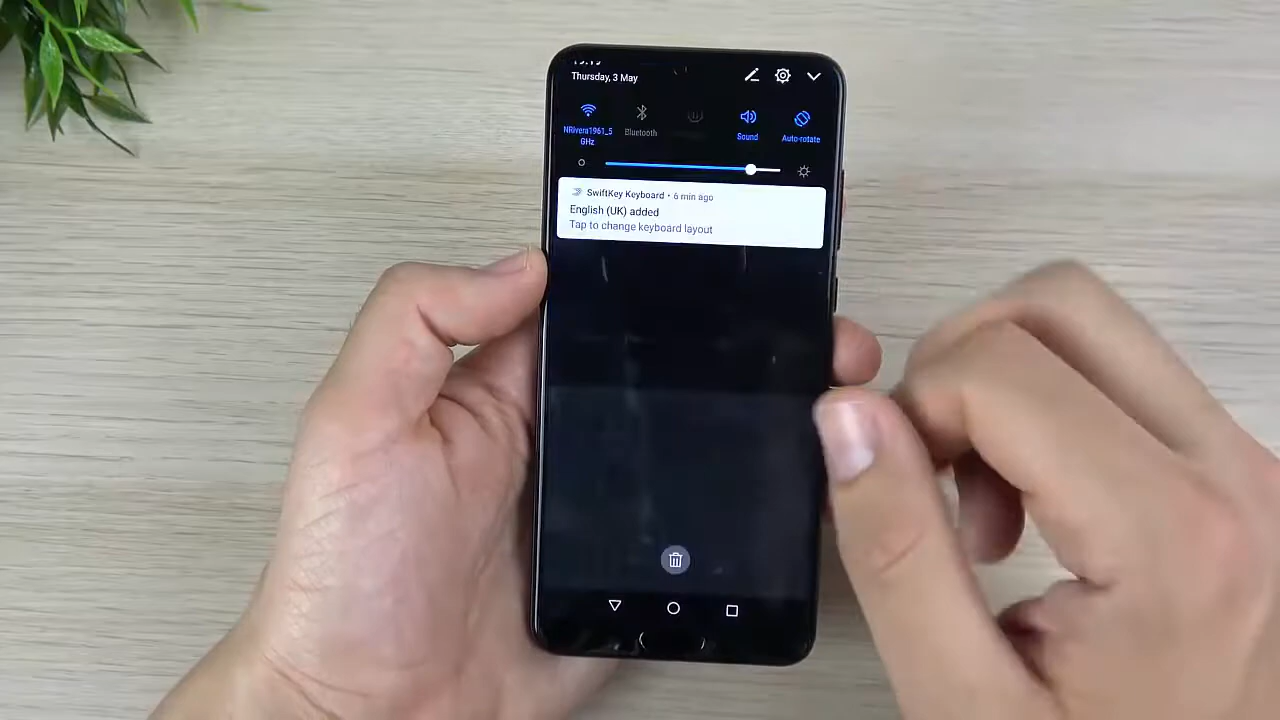 Thursday, 3 May
NRivera1961_5
GHz
Bluetooth
Sound
Auto-rotate
SwiftKey Keyboard • 6 min ago
English (UK) added
Tap to change keyboard layout